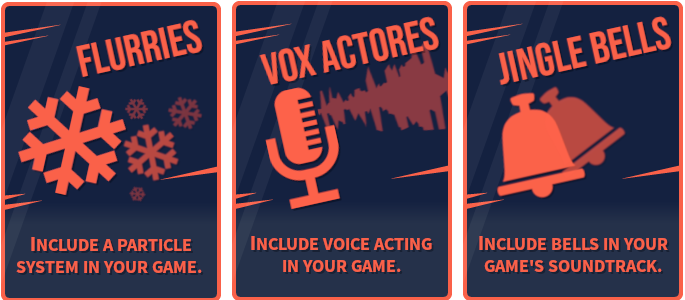 FLURRIES
INCLUDE A PARTICLE
SYSTEM IN YOUR GAME.
VOX ACTORES
INCLUDE VOICE ACTING
IN YOUR GAME.
JINGLE BELLS
INCLUDE BELLS IN YOUR
GAME'S SOUNDTRACK.